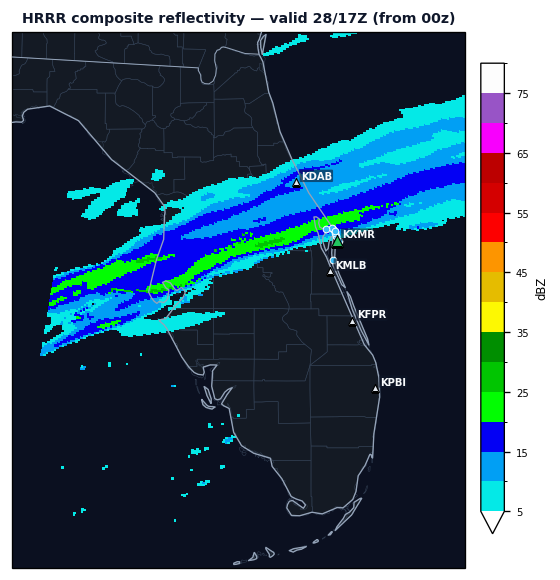 HRRR composite reflectivity — valid 28/17Z (from 00z)
75
65
55
45
35
25
15
5
dBZ
KDAB
KXMR
KMLB
KFPR
KPBI